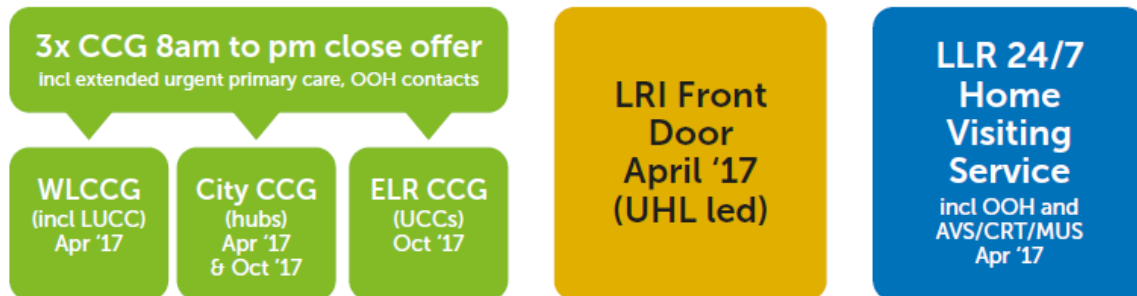 3x CCG 8am to pm close offer
incl extended urgent primary care, OOH contacts
WLCCG
(incl LUCC)
Apr ‘17
City CCG
(hubs)
Apr ‘17
& Oct ‘17
ELR CCG
(UCCs)
Oct ‘17
LRI Front
Door
April ‘17
(UHL led)
LLR 24/7
Home
Visiting
Service
incl OOH and
AVS/CRT/MUS
Apr ‘17